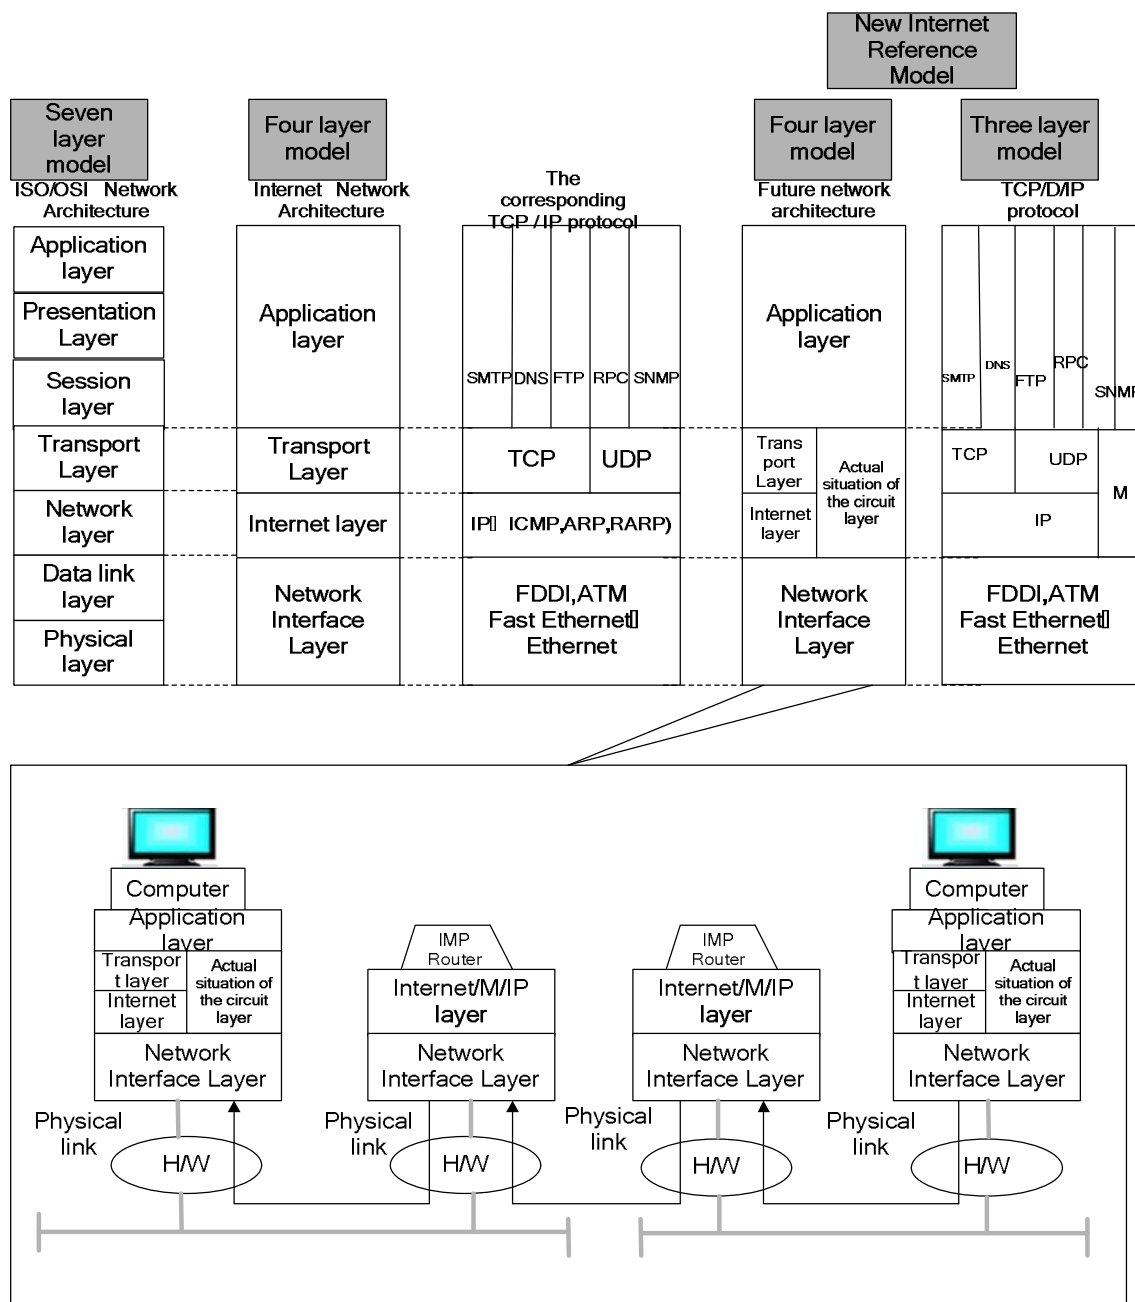 New Internet
Reference
Model
Seven
layer
model
Four layer
model
Four layer
model
Three layer
model
ISO/OSI Network
Architecture
Internet Network
Architecture
The
corresponding
TCP / IP protocol
Future network
architecture
TCP/D/IP
protocol
Application
layer
Presentation
Layer
Session
layer
Transport
Layer
Network
layer
Data link
layer
Physical
layer
Application
layer
Transport
Layer
Internet layer
Network
Interface
Layer
SMTP
DNS
FTP
RPC
SNMP
TCP
UDP
IP▯ ICMP,ARP,RARP)
FDDI,ATM
Fast Ethernet▯
Ethernet
Application
layer
Trans
port
Layer
Internet
layer
Actual
situation of
the circuit
layer
Network
Interface
Layer
SMTP
DNS
FTP
RPC
SNMP
TCP
UDP
M
IP
FDDI,ATM
Fast Ethernet▯
Ethernet
Computer
Application
layer
Transpor
t layer
Internet
layer
Actual
situation of
the circuit
layer
Network
Interface Layer
IMP
Router
Internet/M/IP
layer
Network
Interface Layer
IMP
Router
Internet/M/IP
layer
Network
Interface Layer
Computer
Application
layer
Transpor
t layer
Internet
layer
Actual
situation of
the circuit
layer
Network
Interface Layer
Physical
link
H/W
Physical
link
H/W
Physical
link
H/W
Physical
link
H/W